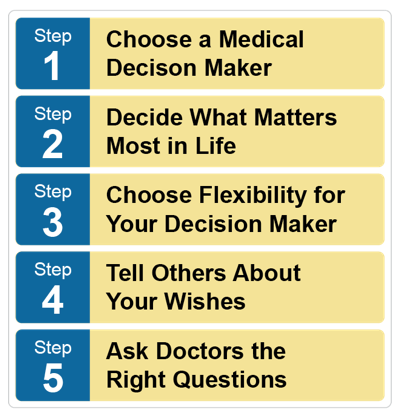 Step
1
Choose a Medical
Decison Maker
Step
2
Decide What Matters
Most in Life
Step
3
Choose Flexibility for
Your Decision Maker
Step
4
Tell Others About
Your Wishes
Step
5
Ask Doctors the
Right Questions